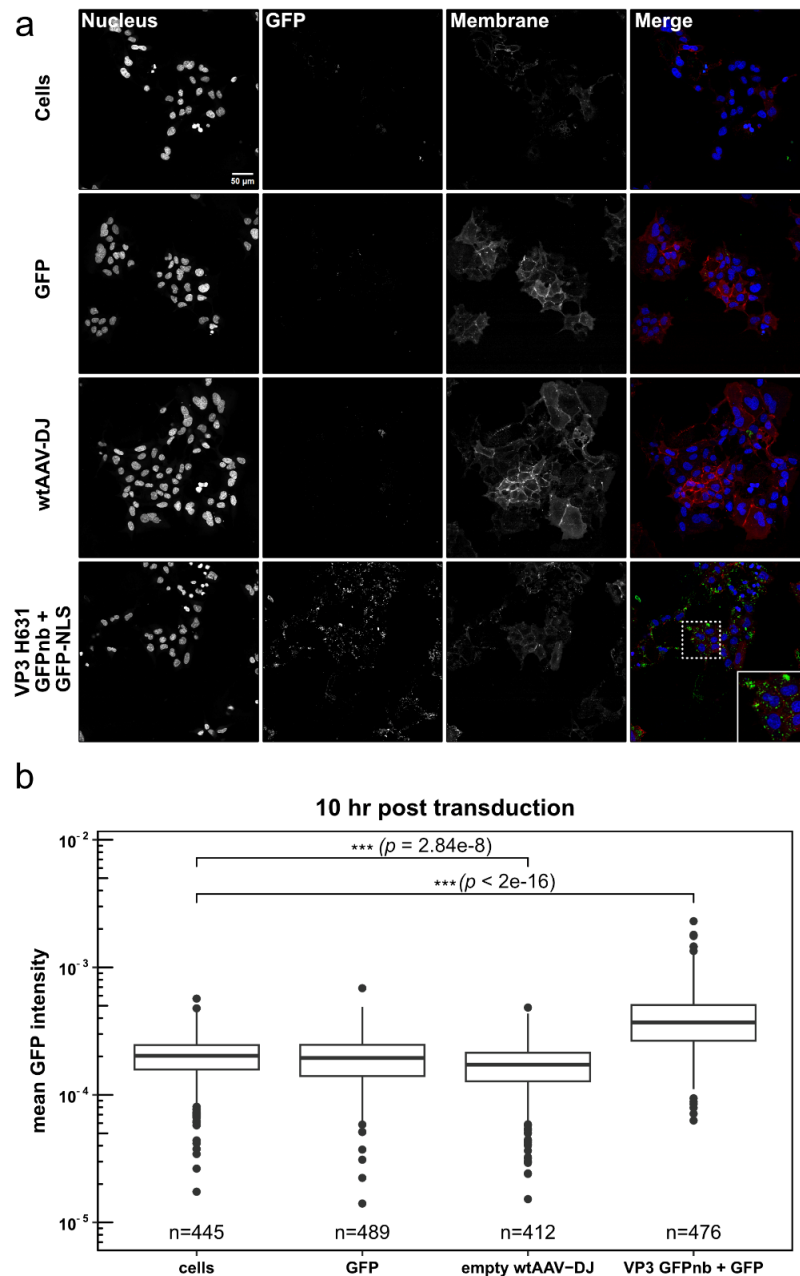 a
Nucleus GFP Membrane Merge
Cells
50 µm
GFP
wtAAV-DJ
VP3 H631
GFPnb +
GFP-NLS
b
10 hr post transduction
*** (p = 2.84e-8)
*** (p < 2e-16)
mean GFP intensity
10⁻²
10⁻³
10⁻⁴
10⁻⁵
n=445 n=489 n=412 n=476
cells GFP empty wtAAV−DJ VP3 GFPnb + GFP